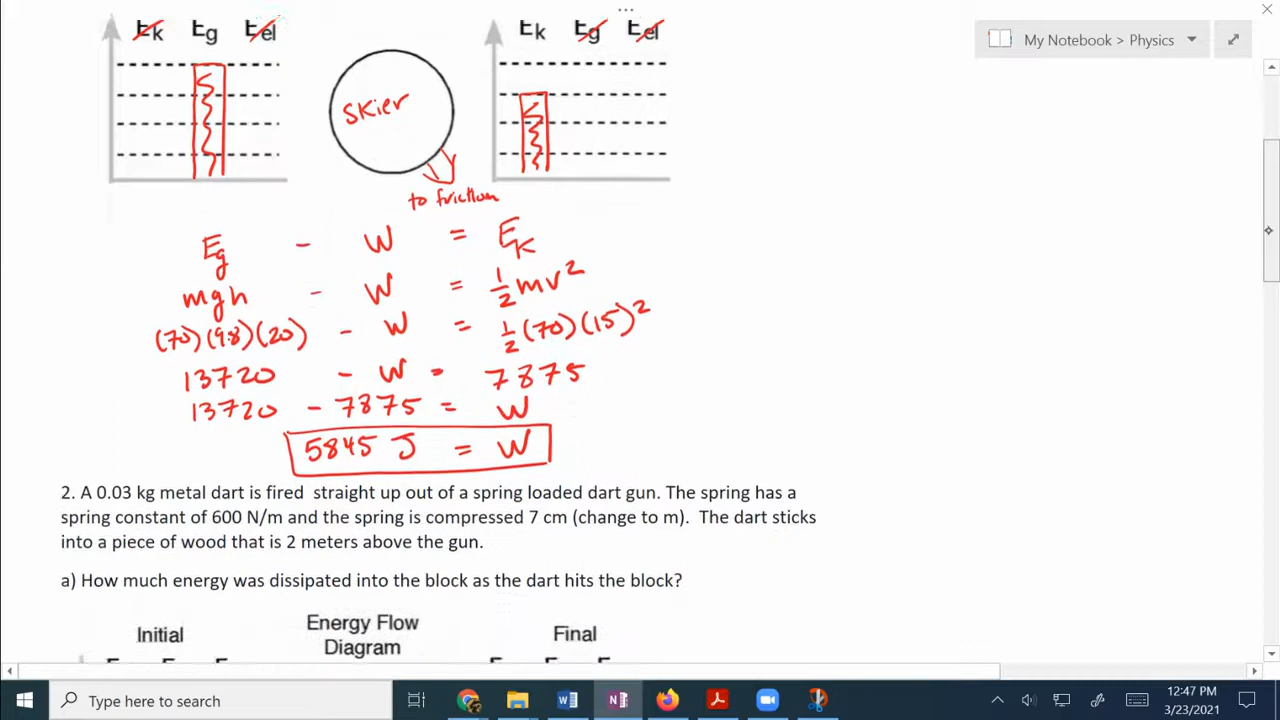 Ek Eg Eel
Ek Eg Eel
My Notebook > Physics
Skier
to friction
Eg - W = Ek
mgh - W = 1/2 mv²
(70)(9.8)(20) - W = 1/2 (70)(15)²
13720 - W = 7875
13720 - 7875 = W
5845 J = W
2. A 0.03 kg metal dart is fired straight up out of a spring loaded dart gun. The spring has a
spring constant of 600 N/m and the spring is compressed 7 cm (change to m). The dart sticks
into a piece of wood that is 2 meters above the gun.
a) How much energy was dissipated into the block as the dart hits the block?
Initial
Energy Flow
Diagram
Final
Type here to search
12:47 PM
3/23/2021